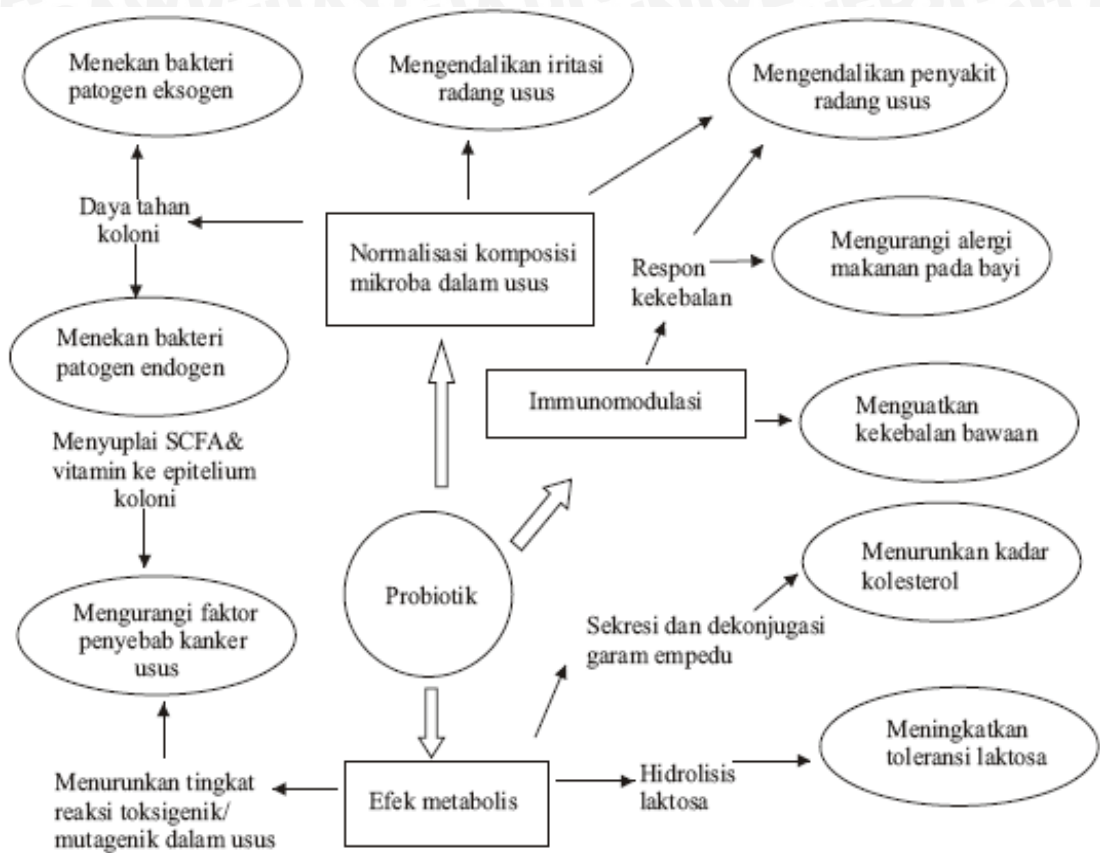 Menekan bakteri
patogen eksogen
Mengendalikan iritasi
radang usus
Mengendalikan penyakit
radang usus
Daya tahan
koloni
Normalisasi komposisi
mikroba dalam usus
Respon
kekebalan
Mengurangi alergi
makanan pada bayi
Menekan bakteri
patogen endogen
Immunomodulasi
Menguatkan
kekebalan bawaan
Menyuplai SCFA&
vitamin ke epitelium
koloni
Probiotik
Menurunkan kadar
kolesterol
Mengurangi faktor
penyebab kanker
usus
Sekresi dan dekonjugasi
garam empedu
Meningkatkan
toleransi laktosa
Menurunkan tingkat
reaksi toksigenik/
mutagenik dalam usus
Efek metabolis
Hidrolisis
laktosa